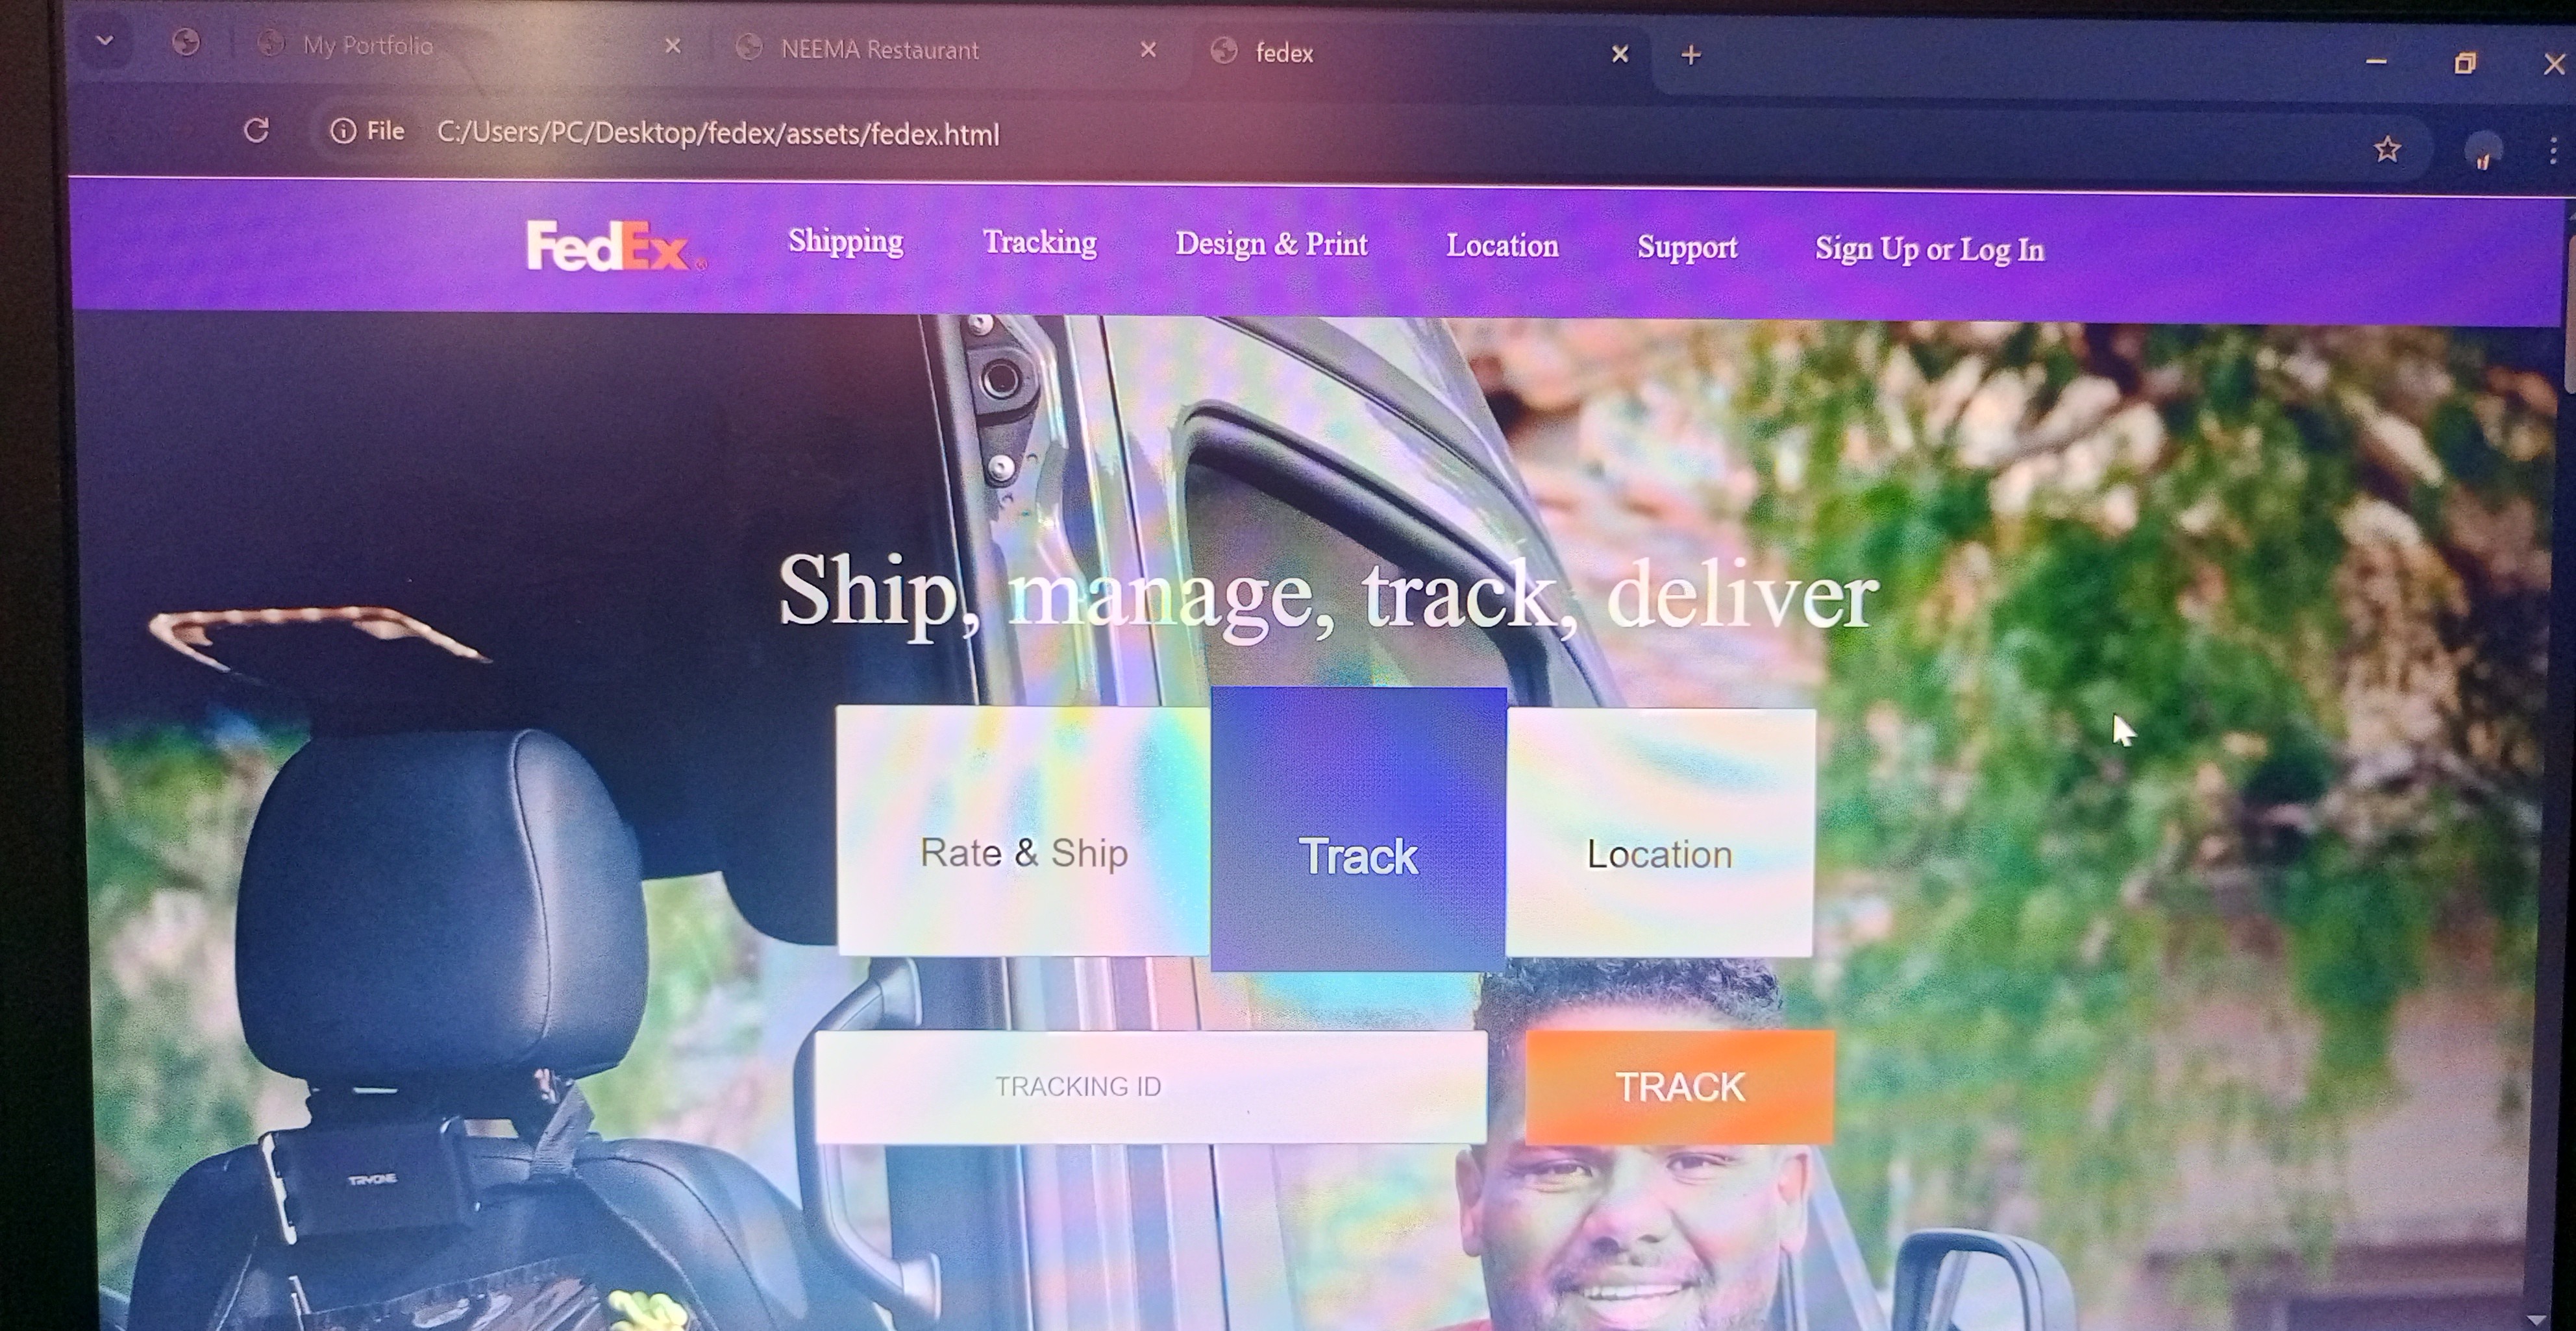 My Portfolio
NEEMA Restaurant
fedex
File
C:/Users/PC/Desktop/fedex/assets/fedex.html
FedEx®
Shipping
Tracking
Design & Print
Location
Support
Sign Up or Log In
Ship, manage, track, deliver
Rate & Ship
Track
Location
TRACKING ID
TRACK